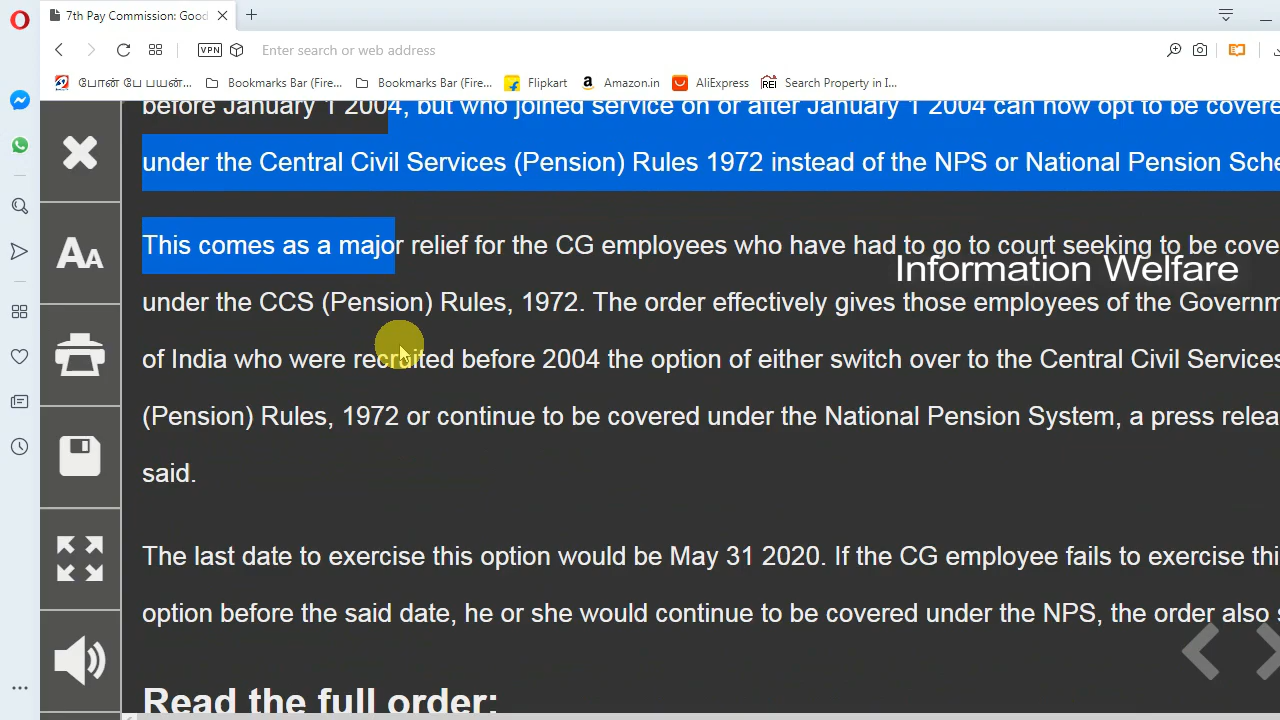 7th Pay Commission: Good
VPN
Enter search or web address
Bookmarks Bar (Fire...
Bookmarks Bar (Fire...
Flipkart
Amazon.in
AliExpress
REI
Search Property in I...
before January 1 2004, but who joined service on or after January 1 2004 can now opt to be covere
under the Central Civil Services (Pension) Rules 1972 instead of the NPS or National Pension Sche
This comes as a major relief for the CG employees who have had to go to court seeking to be cove
Information Welfare
under the CCS (Pension) Rules, 1972. The order effectively gives those employees of the Governm
of India who were recruited before 2004 the option of either switch over to the Central Civil Services
(Pension) Rules, 1972 or continue to be covered under the National Pension System, a press relea
said.
The last date to exercise this option would be May 31 2020. If the CG employee fails to exercise thi
option before the said date, he or she would continue to be covered under the NPS, the order also s
Read the full order:
AA